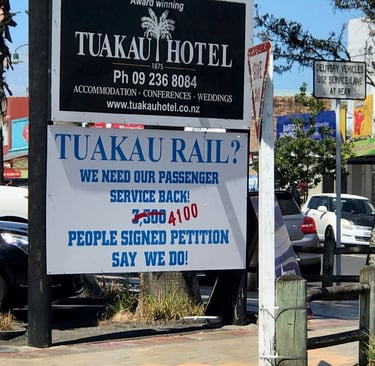 Award winning
TUAKAU HOTEL
1875
Ph 09 236 8084
ACCOMMODATION · CONFERENCES · WEDDINGS
www.tuakauhotel.co.nz
TUAKAU RAIL?
WE NEED OUR PASSENGER
SERVICE BACK!
3,500 4100
PEOPLE SIGNED PETITION
SAY WE DO!
DELIVERY VEHICLES
USE SERVICE LANE
AT REAR